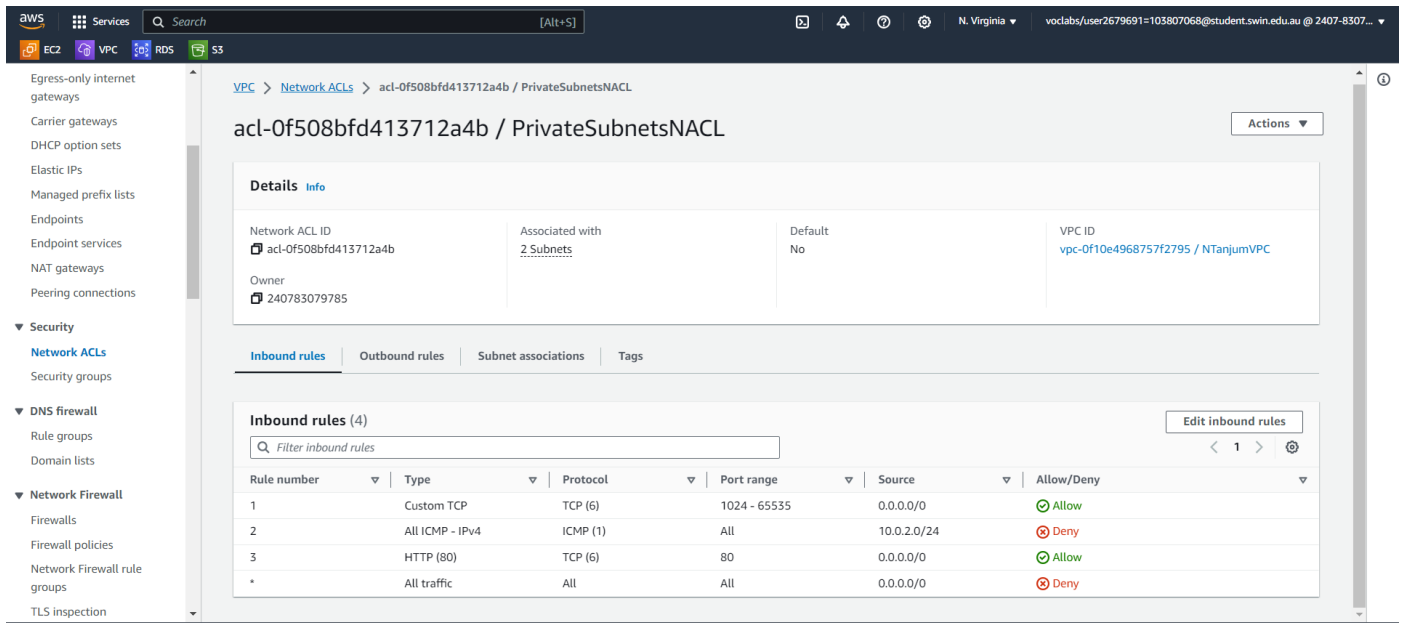 aws Services Search [Alt+S] N. Virginia voclabs/user2679691=103807068@student.swin.edu.au @ 2407-8307...
EC2 VPC RDS S3
Egress-only internet
gateways
Carrier gateways
DHCP option sets
Elastic IPs
Managed prefix lists
Endpoints
Endpoint services
NAT gateways
Peering connections
Security
Network ACLs
Security groups
DNS firewall
Rule groups
Domain lists
Network Firewall
Firewalls
Firewall policies
Network Firewall rule
groups
TLS inspection
VPC > Network ACLs > acl-0f508bfd413712a4b / PrivateSubnetsNACL
acl-0f508bfd413712a4b / PrivateSubnetsNACL Actions
Details Info
Network ACL ID Associated with Default VPC ID
acl-0f508bfd413712a4b 2 Subnets No vpc-0f10e4968757f2795 / NTanjumVPC
Owner
240783079785
Inbound rules Outbound rules Subnet associations Tags
Inbound rules (4) Edit inbound rules
Filter inbound rules < 1 >
Rule number Type Protocol Port range Source Allow/Deny
1 Custom TCP TCP (6) 1024 - 65535 0.0.0.0/0 Allow
2 All ICMP - IPv4 ICMP (1) All 10.0.2.0/24 Deny
3 HTTP (80) TCP (6) 80 0.0.0.0/0 Allow
* All traffic All All 0.0.0.0/0 Deny